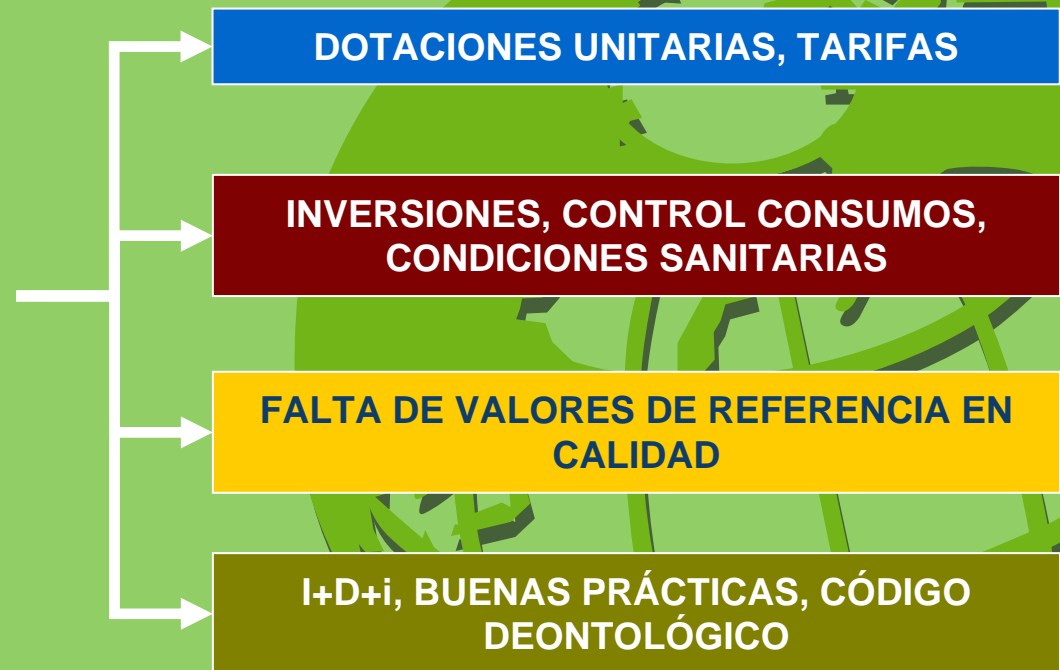 DOTACIONES UNITARIAS, TARIFAS
INVERSIONES, CONTROL CONSUMOS,
CONDICIONES SANITARIAS
FALTA DE VALORES DE REFERENCIA EN
CALIDAD
I+D+i, BUENAS PRÁCTICAS, CÓDIGO
DEONTOLÓGICO